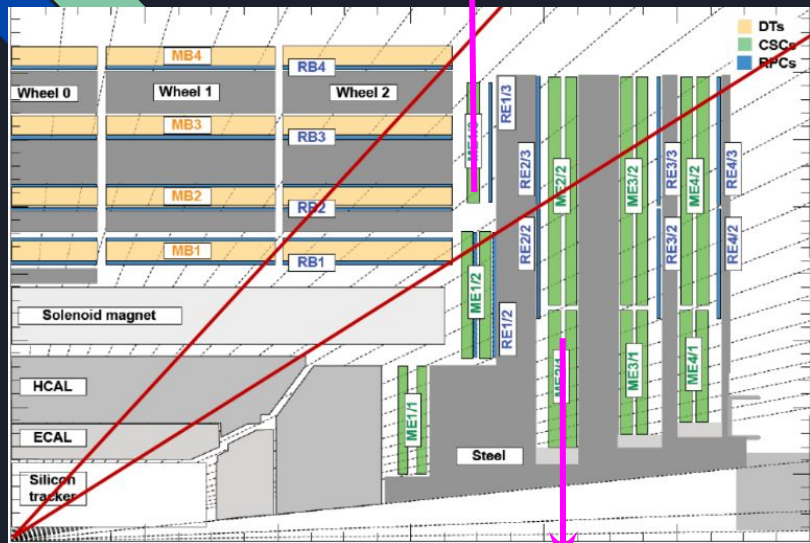 DTs
CSCs
RPCs
MB4
RB4
Wheel 0
Wheel 1
Wheel 2
MB3
RB3
MB2
RB2
MB1
RB1
RE1/3
RE2/3
ME2/2
ME3/2
RE3/3
ME4/2
RE4/3
ME1/2
RE2/2
RE3/2
RE4/2
RE1/2
Solenoid magnet
HCAL
ME1/1
ME3/1
ME4/1
ECAL
Steel
Silicon
tracker